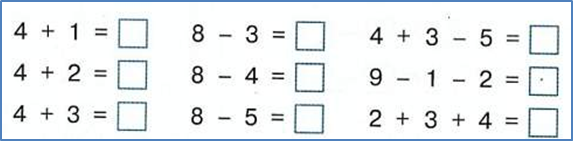 4 + 1 = □ 8 – 3 = □ 4 + 3 – 5 = □
4 + 2 = □ 8 – 4 = □ 9 – 1 – 2 = □
4 + 3 = □ 8 – 5 = □ 2 + 3 + 4 = □